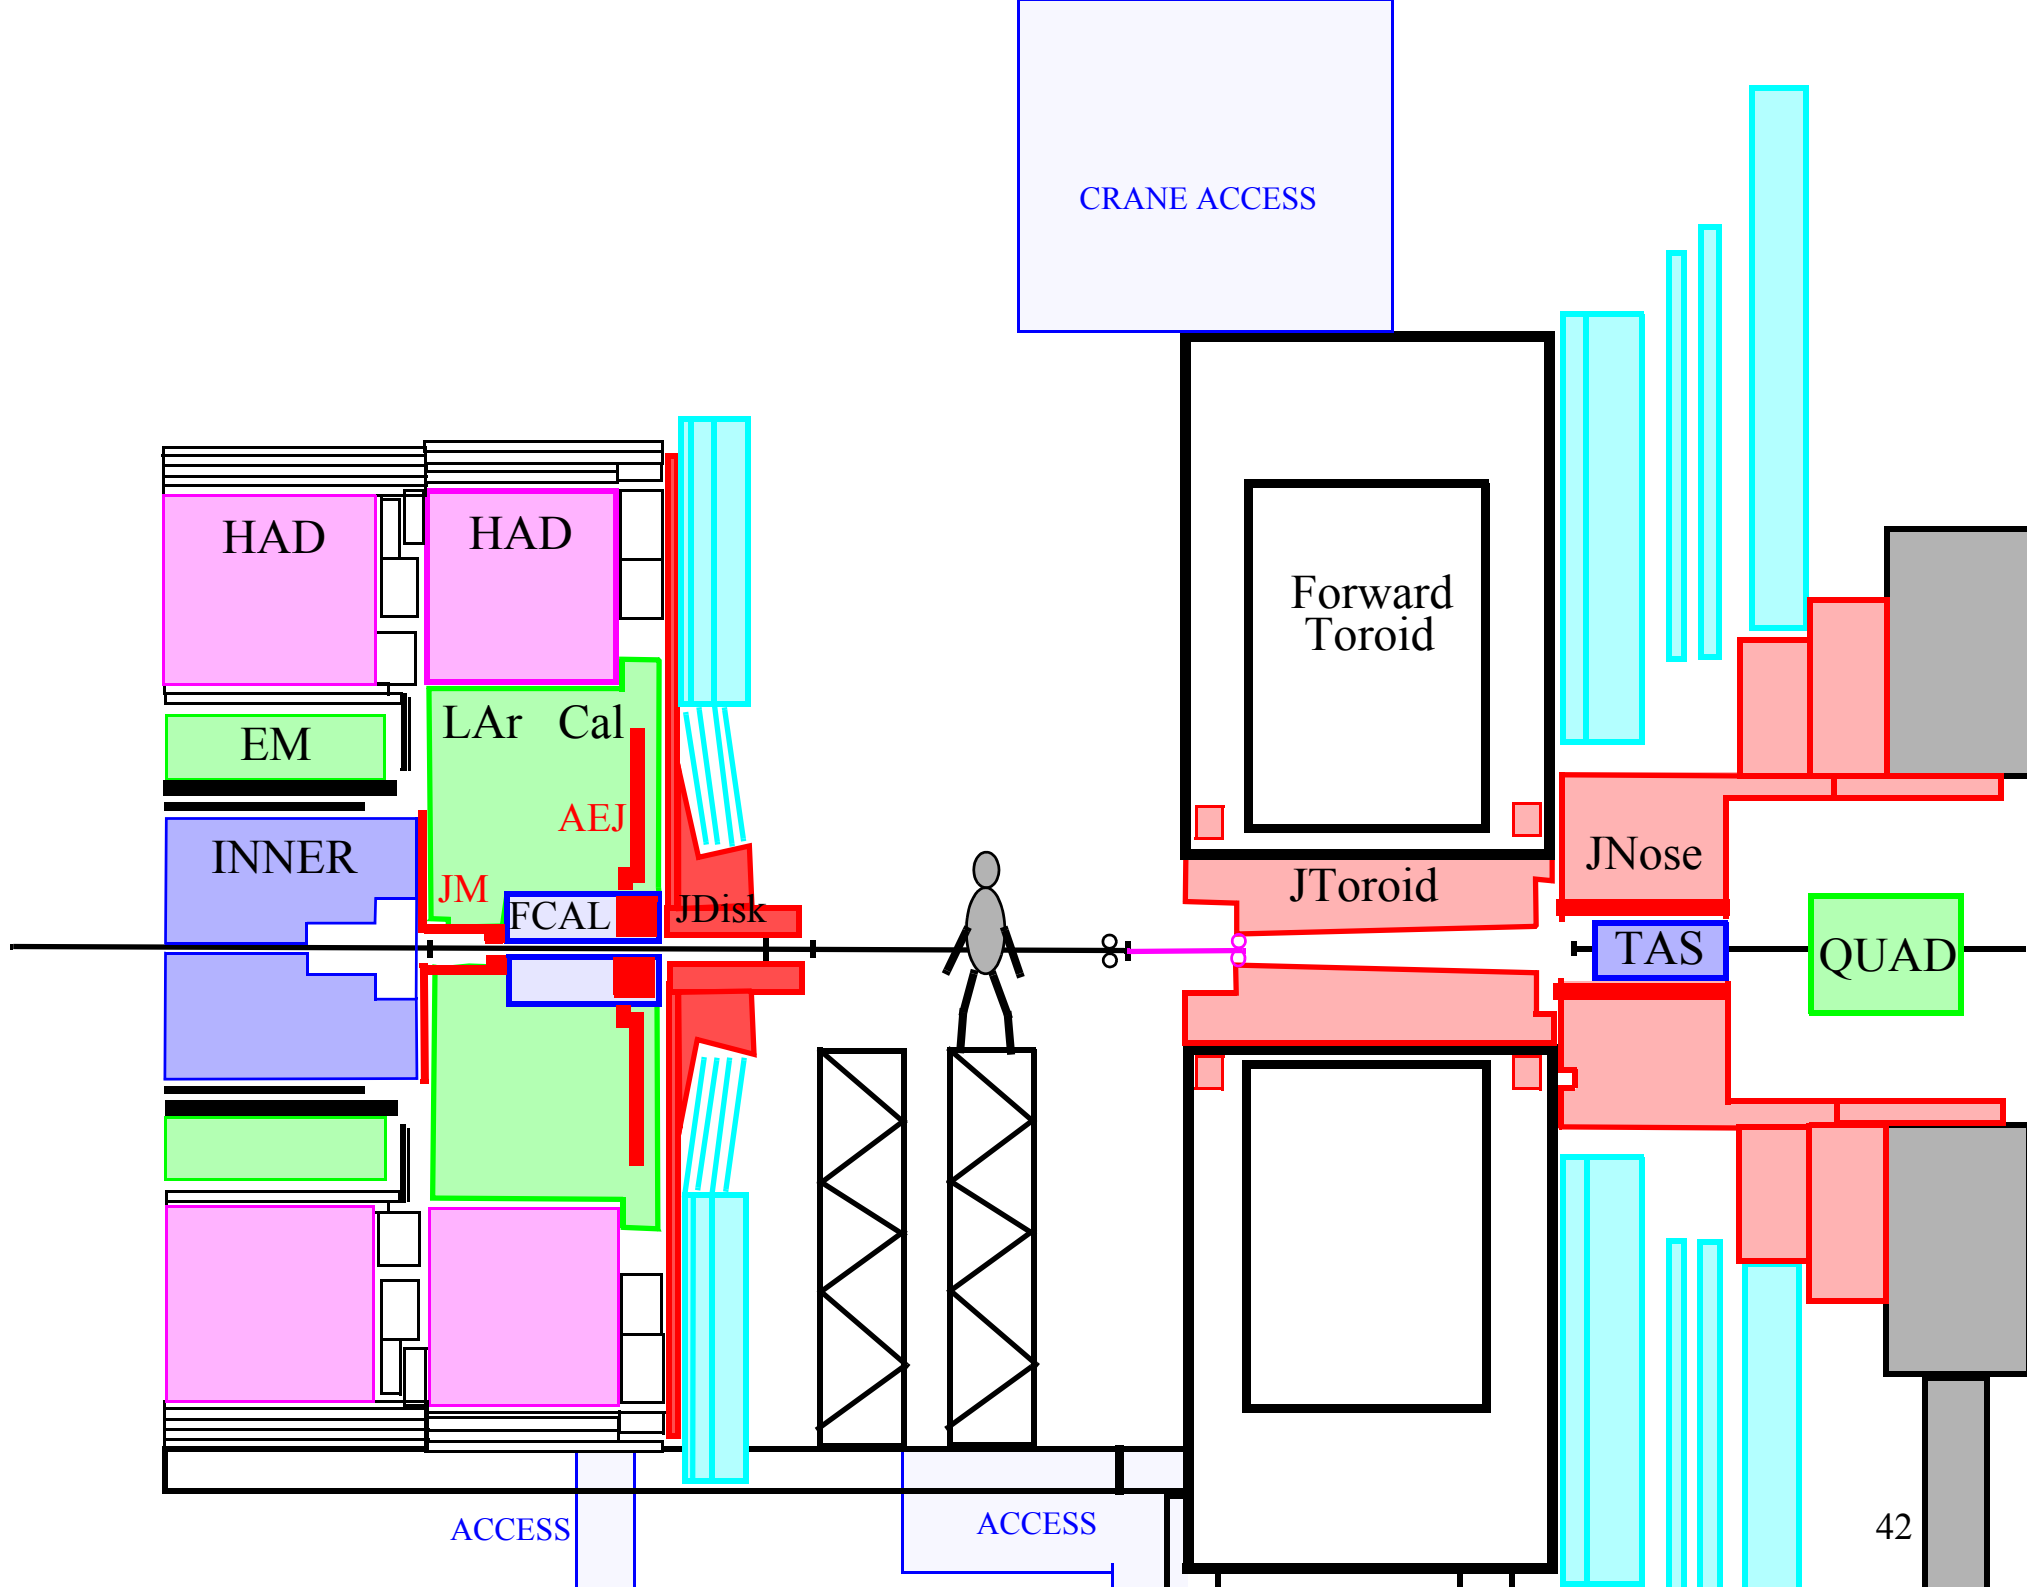 CRANE ACCESS
HAD
HAD
Forward
Toroid
LAr Cal
EM
AEJ
INNER
JM
FCAL
JDisk
JToroid
JNose
TAS
QUAD
ACCESS
ACCESS
42